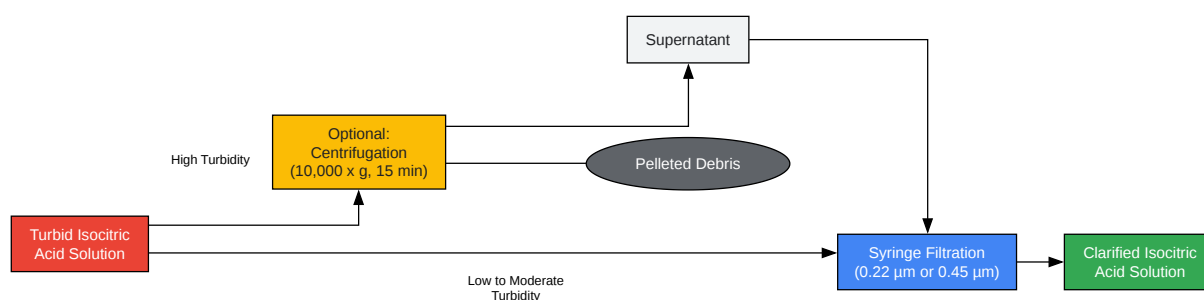 Supernatant
Optional:
Centrifugation
(10,000 x g, 15 min)
High Turbidity
Pelleted Debris
Turbid Isocitric
Acid Solution
Syringe Filtration
(0.22 µm or 0.45 µm)
Clarified Isocitric
Acid Solution
Low to Moderate
Turbidity